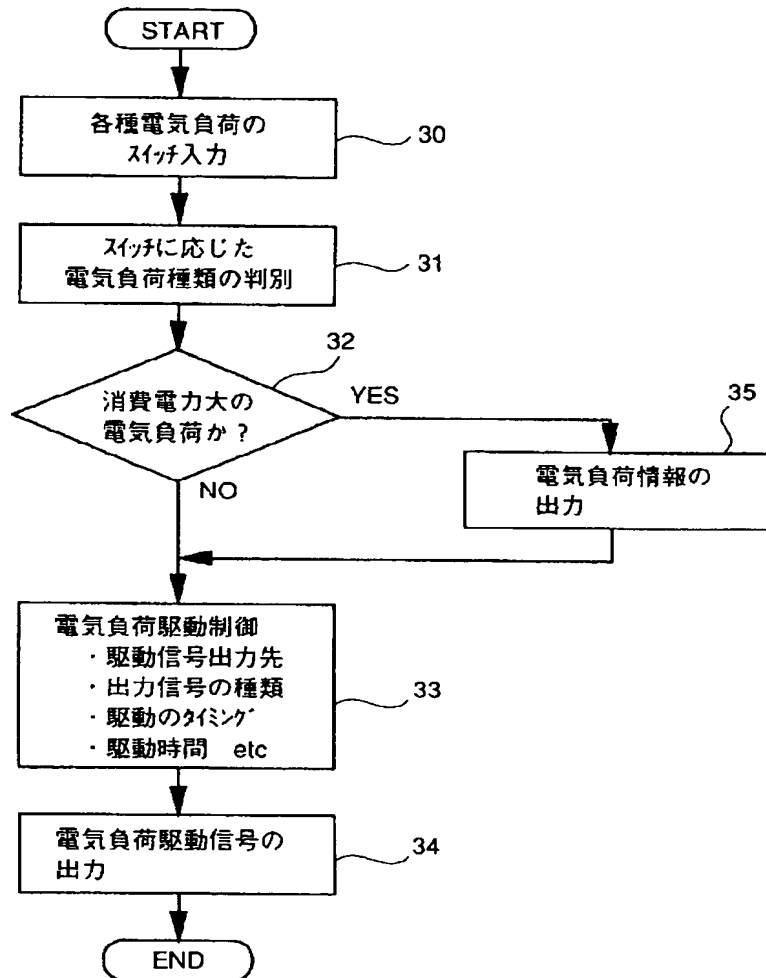 START
各種電気負荷の
スイッチ入力
30
スイッチに応じた
電気負荷種類の判別
31
32
消費電力大の
電気負荷か？
YES
NO
35
電気負荷情報の
出力
電気負荷駆動制御
・駆動信号出力先
・出力信号の種類
・駆動のタイミング
・駆動時間 etc
33
電気負荷駆動信号の
出力
34
END